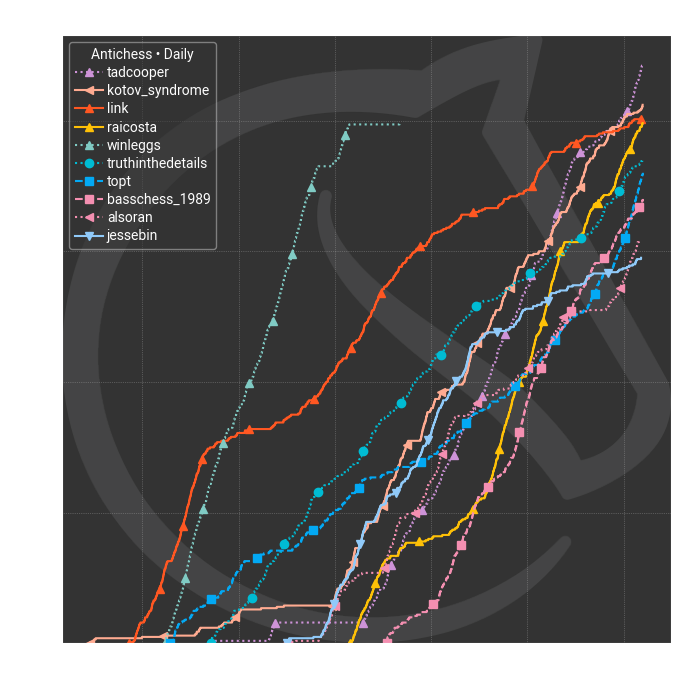 Antichess • Daily
tadcooper
kotov_syndrome
link
raicosta
winleggs
truthinthedetails
topt
basschess_1989
alsoran
jessebin